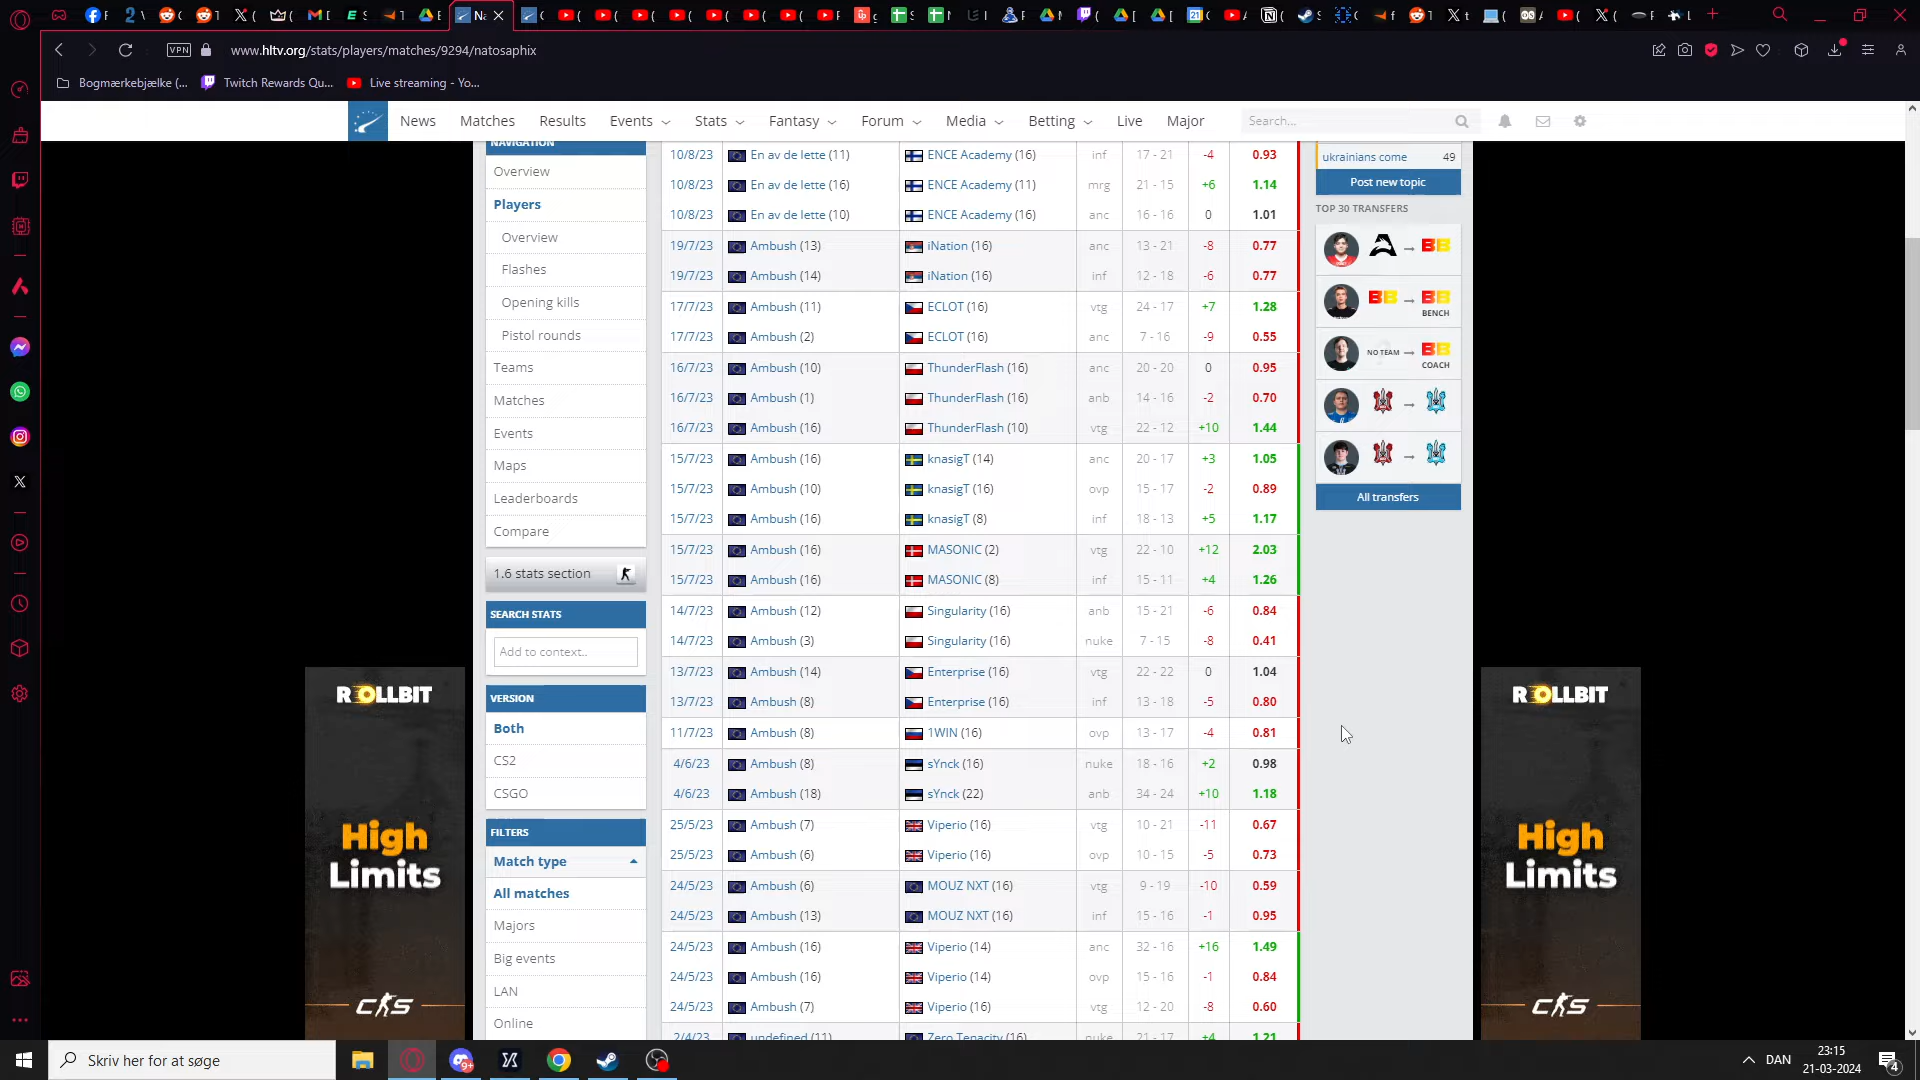 VPN www.hltv.org/stats/players/matches/9294/natosaphix
Bogmærkebjælke (... Twitch Rewards Qu... Live streaming - Yo...
News Matches Results Events Stats Fantasy Forum Media Betting Live Major Search...
NAVIGATION
Overview
Players
Overview
Flashes
Opening kills
Pistol rounds
Teams
Matches
Events
Maps
Leaderboards
Compare
1.6 stats section
SEARCH STATS
Add to context..
VERSION
Both
CS2
CSGO
FILTERS
Match type
All matches
Majors
Big events
LAN
Online
10/8/23 En av de lette (11) ENCE Academy (16) inf 17 - 21 -4 0.93
10/8/23 En av de lette (16) ENCE Academy (11) mrg 21 - 15 +6 1.14
10/8/23 En av de lette (10) ENCE Academy (16) anc 16 - 16 0 1.01
19/7/23 Ambush (13) iNation (16) anc 13 - 21 -8 0.77
19/7/23 Ambush (14) iNation (16) inf 12 - 18 -6 0.77
17/7/23 Ambush (11) ECLOT (16) vtg 24 - 17 +7 1.28
17/7/23 Ambush (2) ECLOT (16) anc 7 - 16 -9 0.55
16/7/23 Ambush (10) ThunderFlash (16) anc 20 - 20 0 0.95
16/7/23 Ambush (1) ThunderFlash (16) anb 14 - 16 -2 0.70
16/7/23 Ambush (16) ThunderFlash (10) vtg 22 - 12 +10 1.44
15/7/23 Ambush (16) knasigT (14) anc 20 - 17 +3 1.05
15/7/23 Ambush (10) knasigT (16) ovp 15 - 17 -2 0.89
15/7/23 Ambush (16) knasigT (8) inf 18 - 13 +5 1.17
15/7/23 Ambush (16) MASONIC (2) vtg 22 - 10 +12 2.03
15/7/23 Ambush (16) MASONIC (8) inf 15 - 11 +4 1.26
14/7/23 Ambush (12) Singularity (16) anb 15 - 21 -6 0.84
14/7/23 Ambush (3) Singularity (16) nuke 7 - 15 -8 0.41
13/7/23 Ambush (14) Enterprise (16) vtg 22 - 22 0 1.04
13/7/23 Ambush (8) Enterprise (16) inf 13 - 18 -5 0.80
11/7/23 Ambush (8) 1WIN (16) ovp 13 - 17 -4 0.81
4/6/23 Ambush (8) sYnck (16) nuke 18 - 16 +2 0.98
4/6/23 Ambush (18) sYnck (22) anb 34 - 24 +10 1.18
25/5/23 Ambush (7) Viperio (16) vtg 10 - 21 -11 0.67
25/5/23 Ambush (6) Viperio (16) ovp 10 - 15 -5 0.73
24/5/23 Ambush (6) MOUZ NXT (16) vtg 9 - 19 -10 0.59
24/5/23 Ambush (13) MOUZ NXT (16) inf 15 - 16 -1 0.95
24/5/23 Ambush (16) Viperio (14) anc 32 - 16 +16 1.49
24/5/23 Ambush (16) Viperio (14) ovp 15 - 16 -1 0.84
24/5/23 Ambush (7) Viperio (16) vtg 12 - 20 -8 0.60
2/4/23 undefined (11) Zero Tenacity (16) nuke 21 - 17 +4 1.21
ukrainians come 49
Post new topic
TOP 30 TRANSFERS
BB
BB BB
BENCH
NO TEAM BB
COACH
All transfers
ROLLBIT
High
Limits
CS
ROLLBIT
High
Limits
CS
Skriv her for at søge
9+
DAN
23:15
21-03-2024
4